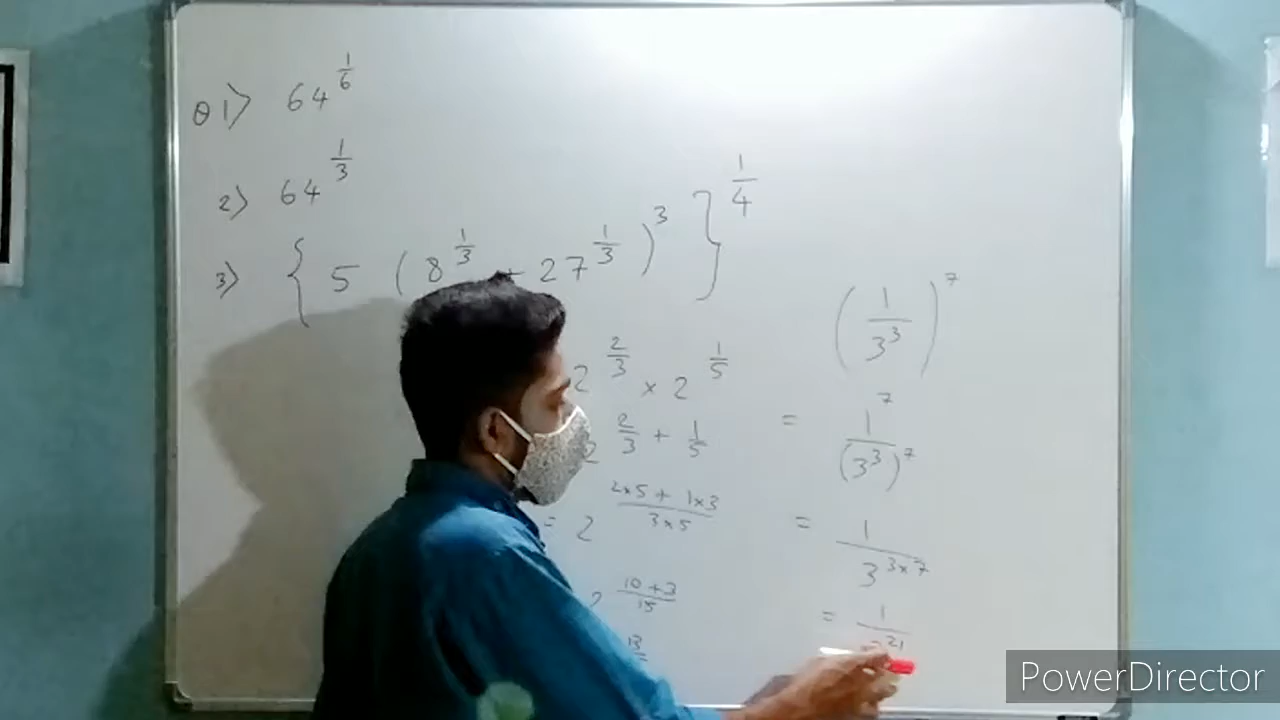 Q 1) 64^(1/6)
2) 64^(1/3)
3) { 5 ( 8^(1/3) + 27^(1/3) )^3 }^(1/4)
2^(2/3) × 2^(1/5)
2^(2/3 + 1/5)
= 2^((2×5 + 1×3)/(3×5))
2^((10+3)/15)
13
(1/3^3)^7
= 1^7/(3^3)^7
= 1/3^(3×7)
= 1/ 21
PowerDirector